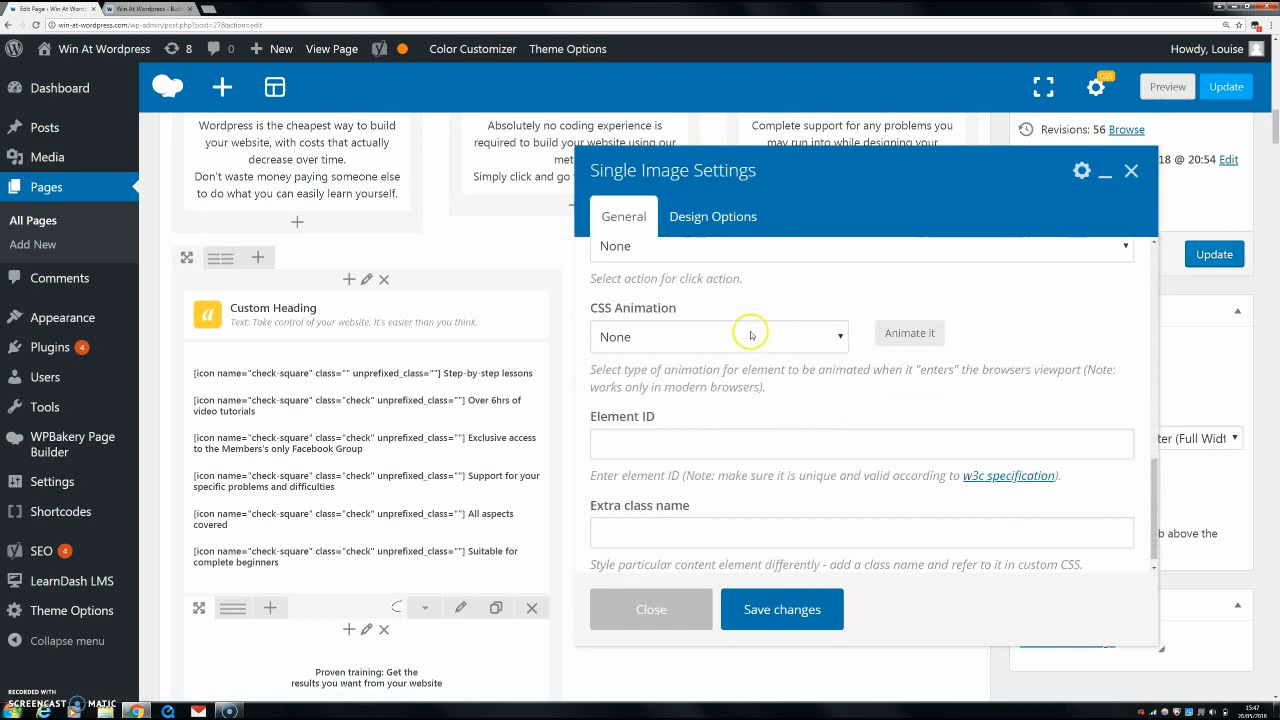 Edit Page ‹ Win At Wordp
Win At Wordpress - Buil
win-at-wordpress.com/wp-admin/post.php?post=27&action=edit
Win At Wordpress
8
0
New
View Page
Color Customizer
Theme Options
Howdy, Louise
Dashboard
Posts
Media
Pages
All Pages
Add New
Comments
Appearance
Plugins 4
Users
Tools
WPBakery Page
Builder
Settings
Shortcodes
SEO 4
LearnDash LMS
Theme Options
Collapse menu
CSS
Preview
Update
Wordpress is the cheapest way to build
your website, with costs that actually
decrease over time.
Don't waste money paying someone else
to do what you can easily learn yourself.
Absolutely no coding experience is
required to build your website using our
met
Simply click and go
Complete support for any problems you
may run into while designing your
Revisions: 56 Browse
18 @ 20:54 Edit
Update
Custom Heading
Text: Take control of your website. It's easier than you think.
[icon name="check-square" class="" unprefixed_class=""] Step-by-step lessons
[icon name="check-square" class="check" unprefixed_class=""] Over 6hrs of
video tutorials
[icon name="check-square" class="check" unprefixed_class=""] Exclusive access
to the Members's only Facebook Group
[icon name="check-square" class="check" unprefixed_class=""] Support for your
specific problems and difficulties
[icon name="check-square" class="check" unprefixed_class=""] All aspects
covered
[icon name="check-square" class="check" unprefixed_class=""] Suitable for
complete beginners
Proven training: Get the
results you want from your website
Single Image Settings
General
Design Options
None
Select action for click action.
CSS Animation
None
Animate it
Select type of animation for element to be animated when it "enters" the browsers viewport (Note:
works only in modern browsers).
Element ID
Enter element ID (Note: make sure it is unique and valid according to w3c specification).
Extra class name
Style particular content element differently - add a class name and refer to it in custom CSS.
Close
Save changes
ter (Full Widt
b above the
RECORDED WITH
SCREENCAST MATIC
15:47
20/05/2018